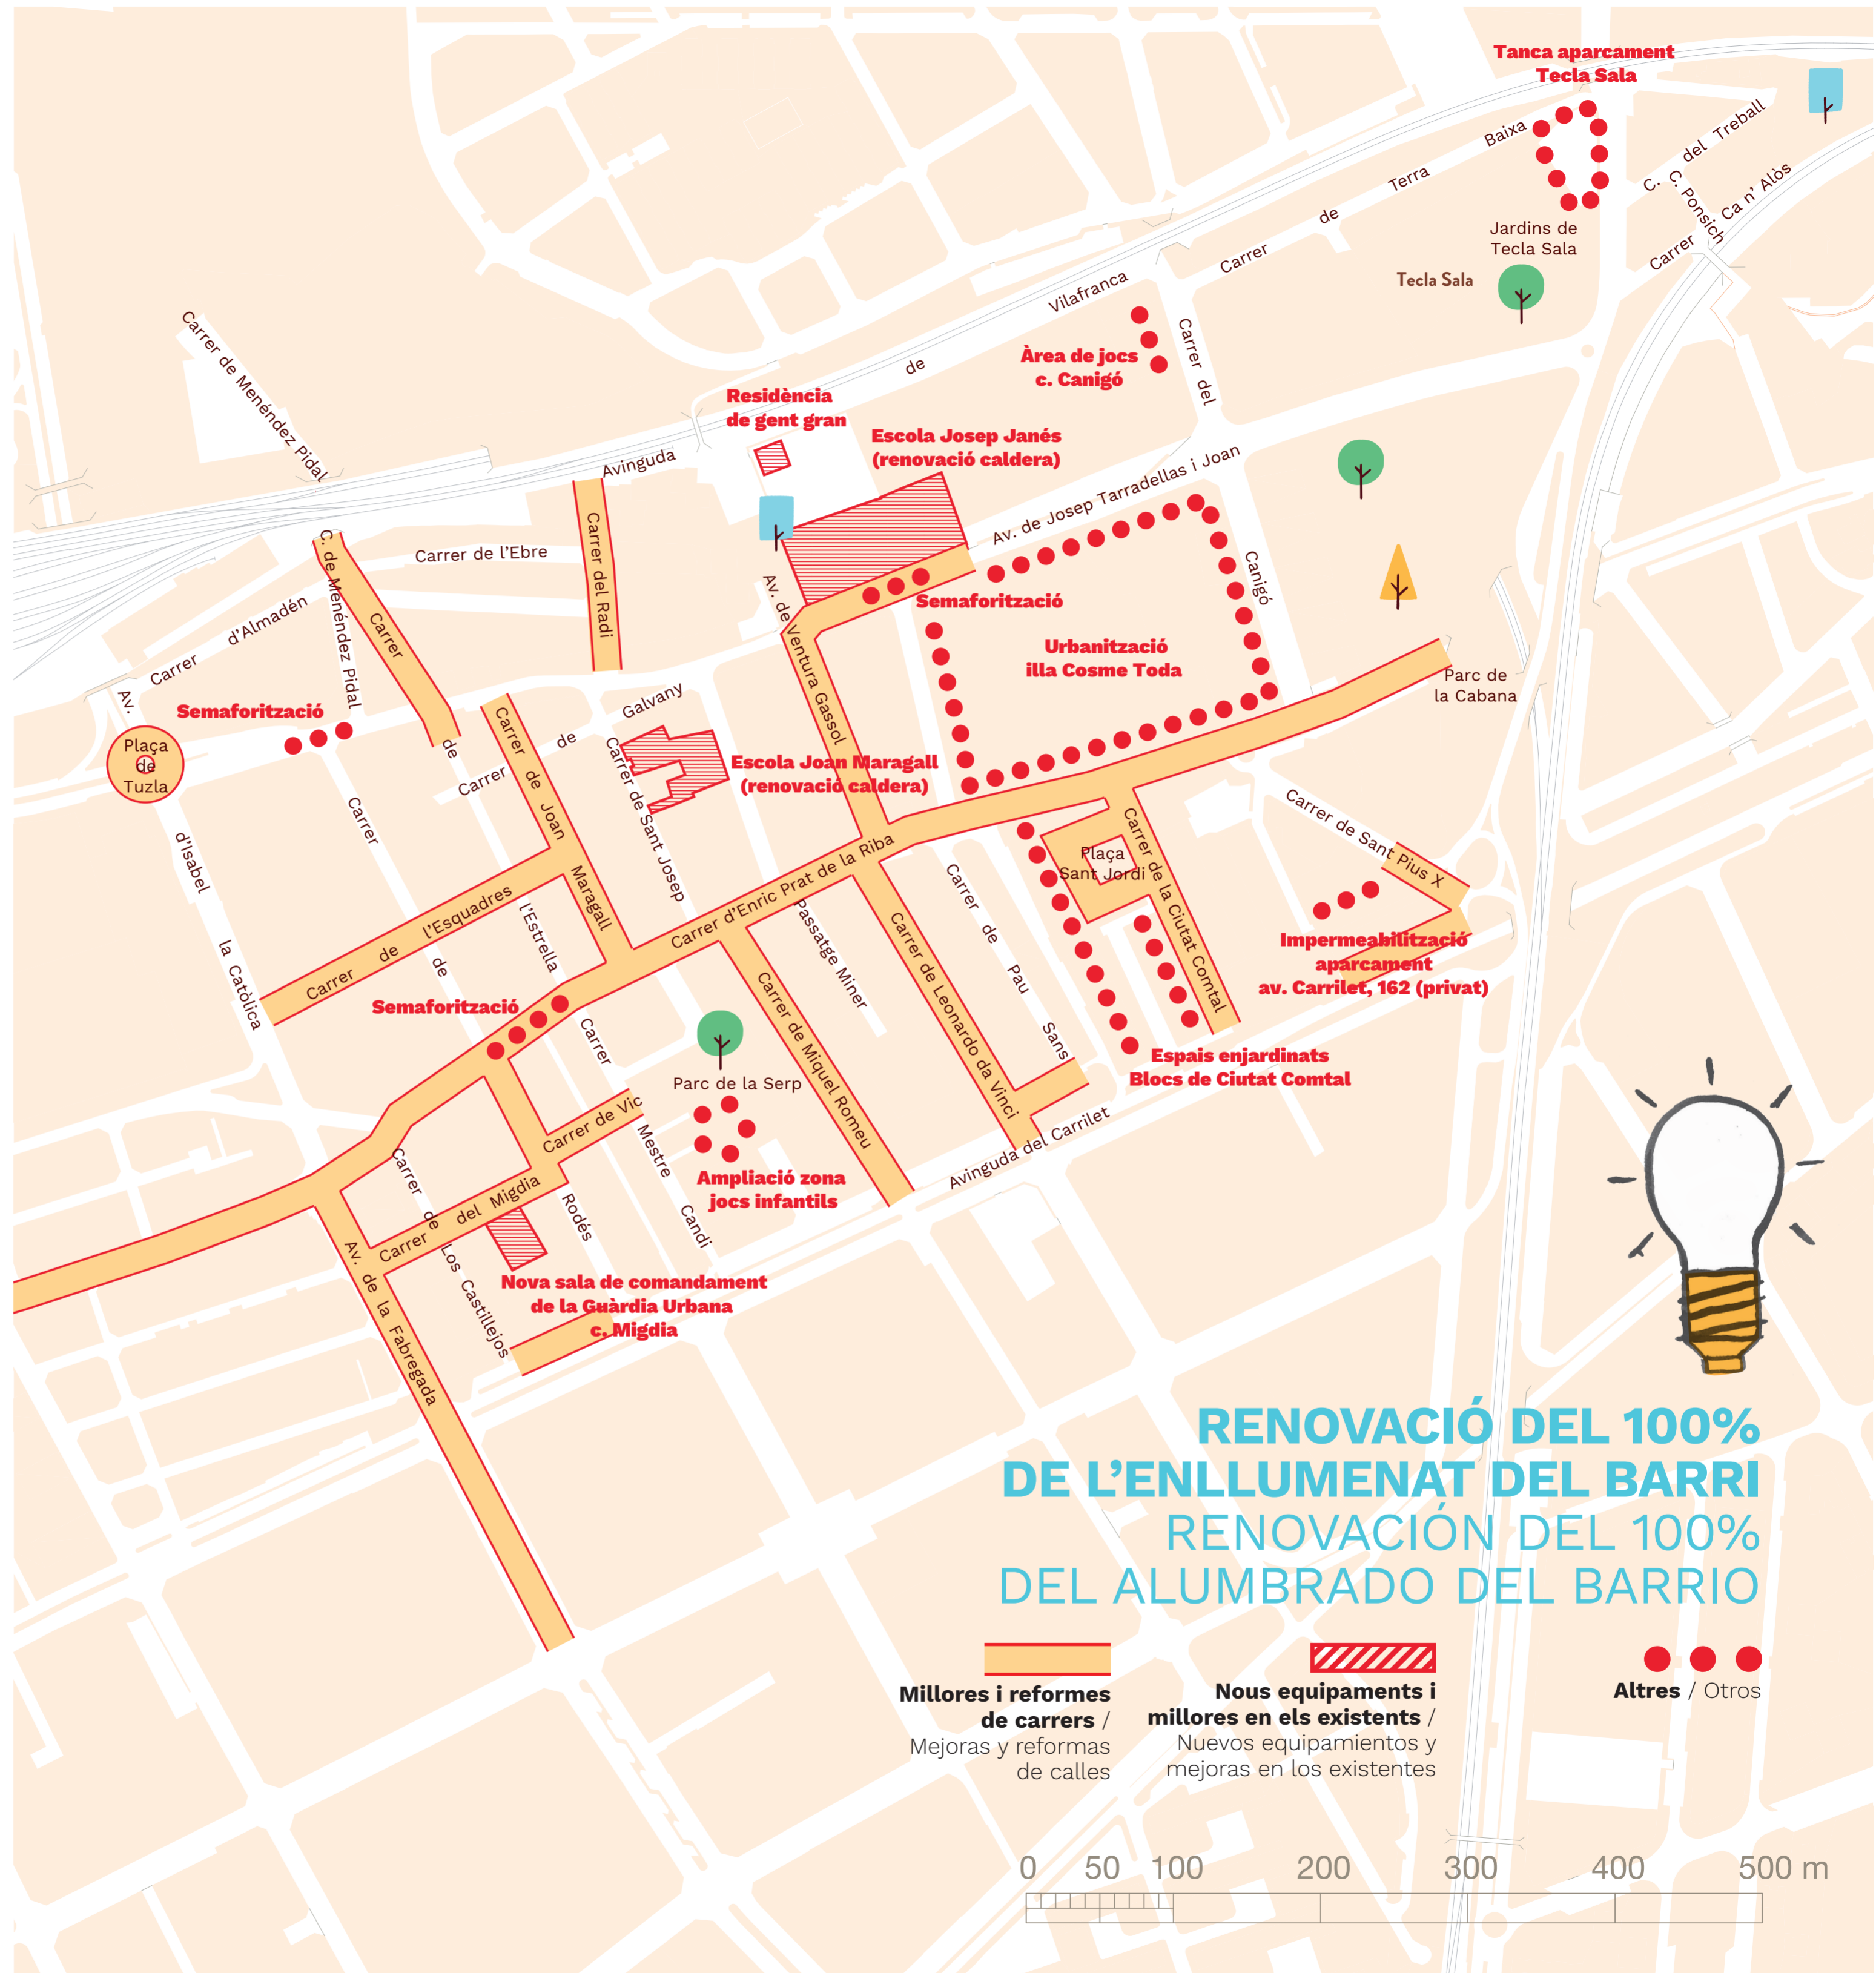 Tanca aparcament
Tecla Sala
Baixa
Terra
de
Carrer
C. del Treball
C. Ponsich
Carrer Ca n' Alòs
Jardins de
Tecla Sala
Tecla Sala
Vilafranca
de
Avinguda
Carrer del
Canigó
Àrea de jocs
c. Canigó
Carrer de Menéndez Pidal
Residència
de gent gran
Escola Josep Janés
(renovació caldera)
Av. de Josep Tarradellas i Joan
Carrer de l'Ebre
Carrer del Radi
C. de Menéndez Pidal
Carrer
de
l'Estrella
Carrer d'Almadén
Av.
d'Isabel
la Catòlica
Semaforització
Plaça
de
Tuzla
Av. de Ventura Gassol
Semaforització
Urbanització
illa Cosme Toda
Parc de
la Cabana
Carrer de Galvany
Carrer de Joan Maragall
Carrer de Sant Josep
Escola Joan Maragall
(renovació caldera)
Carrer
de
Rodés
Carrer de l'Esquadres
Carrer d'Enric Prat de la Riba
Passatge Miner
Carrer de Pau Sans
Plaça
Sant Jordi
Carrer de la Ciutat Comtal
Carrer de Sant Pius X
Impermeabilització
aparcament
av. Carrilet, 162 (privat)
Semaforització
Carrer
Mestre
Candi
Parc de la Serp
Carrer de Miquel Romeu
Carrer de Leonardo da Vinci
Espais enjardinats
Blocs de Ciutat Comtal
Carrer de Vic
Ampliació zona
jocs infantils
Avinguda del Carrilet
Carrer de Los Castillejos
Carrer del Migdia
Av. de la Fabregada
Nova sala de comandament
de la Guàrdia Urbana
c. Migdia
RENOVACIÓ DEL 100%
DE L'ENLLUMENAT DEL BARRI
RENOVACIÓN DEL 100%
DEL ALUMBRADO DEL BARRIO
Millores i reformes
de carrers /
Mejoras y reformas
de calles
Nous equipaments i
millores en els existents /
Nuevos equipamientos y
mejoras en los existentes
Altres / Otros
0 50 100 200 300 400 500 m